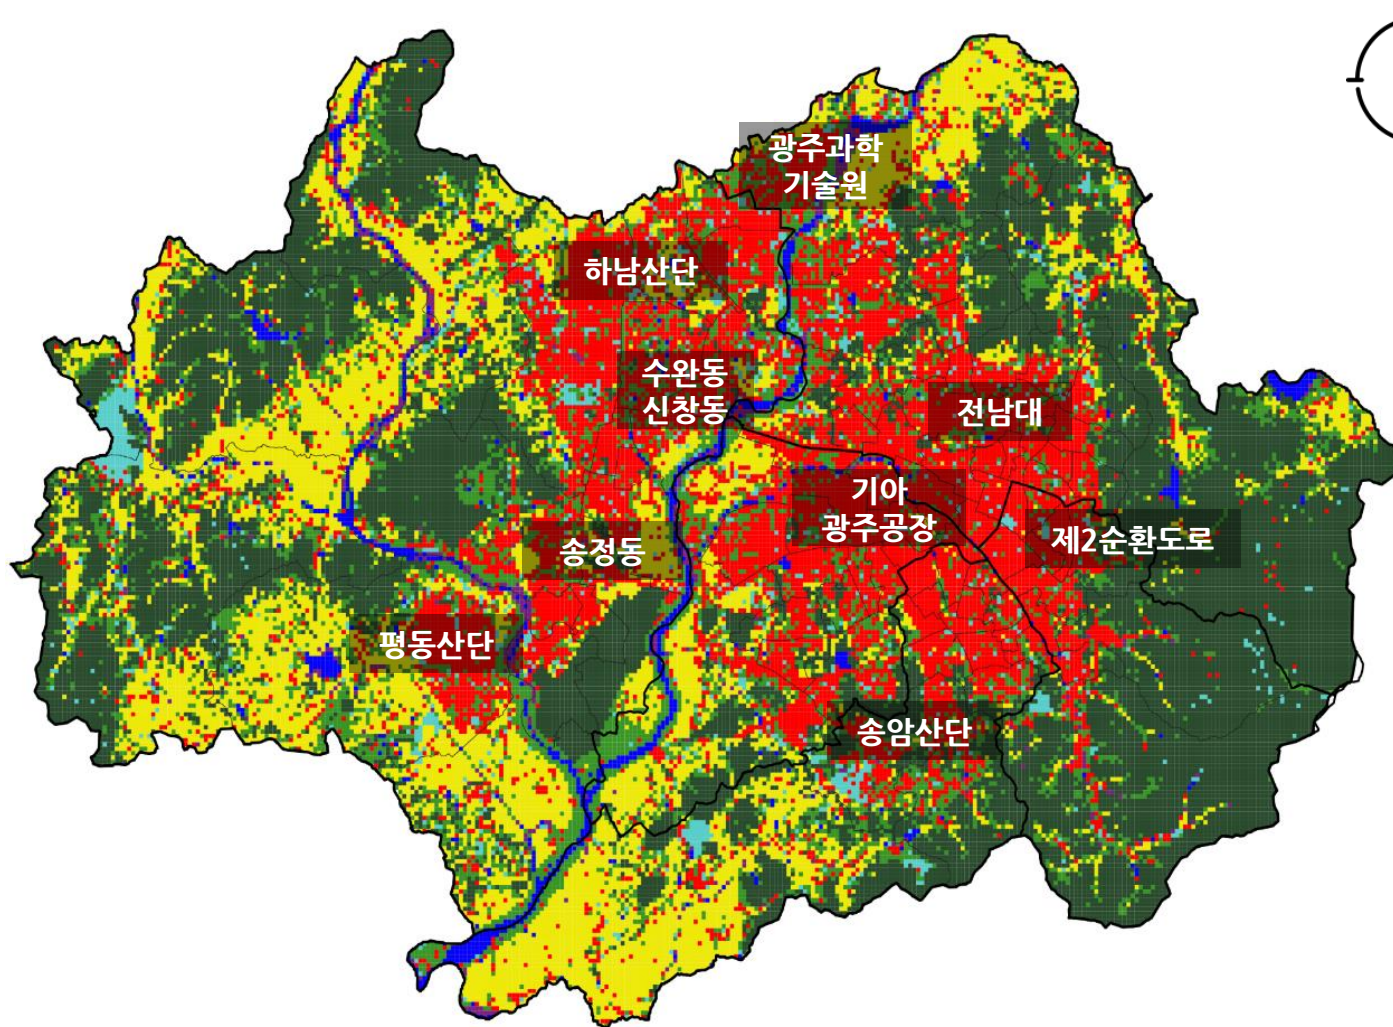 광주과학
기술원
하남산단
수완동
신창동
전남대
기아
광주공장
제2순환도로
송정동
평동산단
송암산단